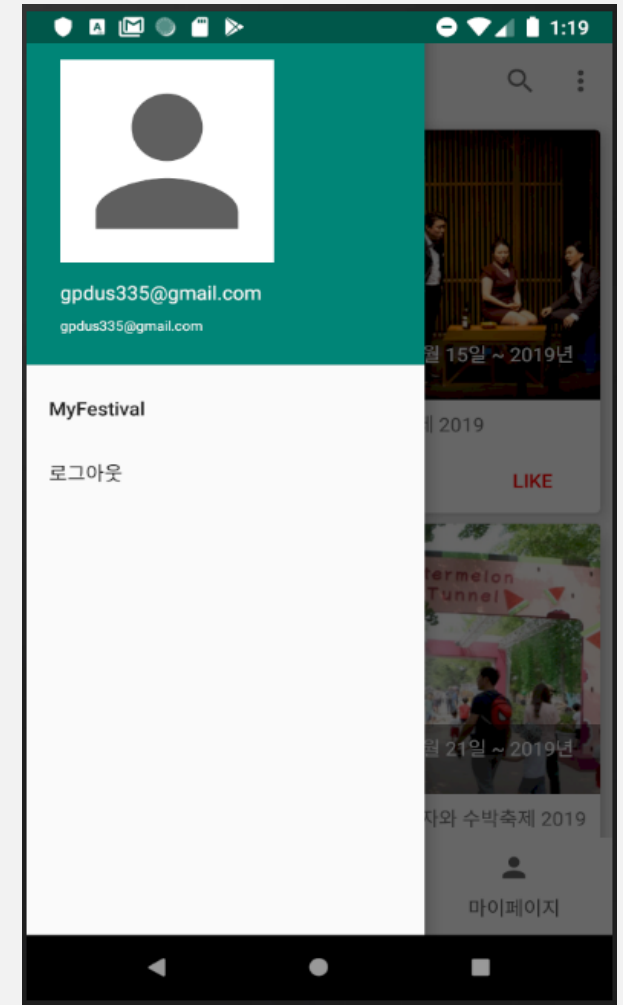 1:19
gpdus335@gmail.com
gpdus335@gmail.com
MyFestival
로그아웃
월 15일 ~ 2019년
2019
LIKE
termelon
Tunnel
월 21일 ~ 2019년
자와 수박축제 2019
마이페이지